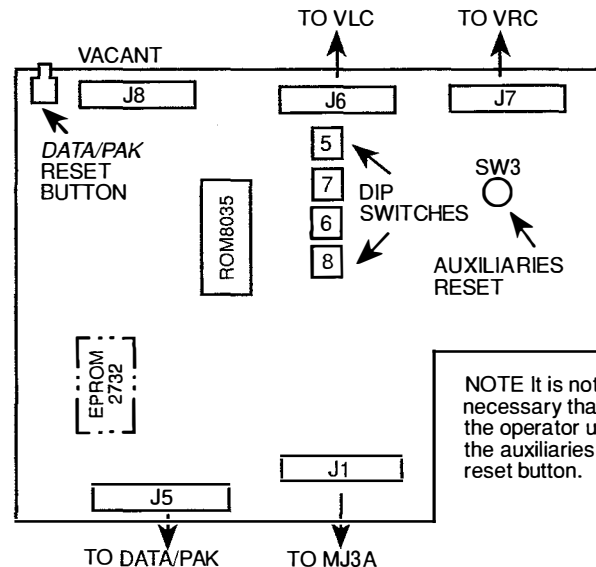 TO VLC
TO VRC
VACANT
J8
J6
J7
DATA/PAK
RESET
BUTTON
5
7
6
8
DIP
SWITCHES
SW3
ROM8035
AUXILIARIES
RESET
EPROM
2732
NOTE It is not
necessary tha
the operator u
the auxiliaries
reset button.
J1
J5
TO DATA/PAK
TO MJ3A